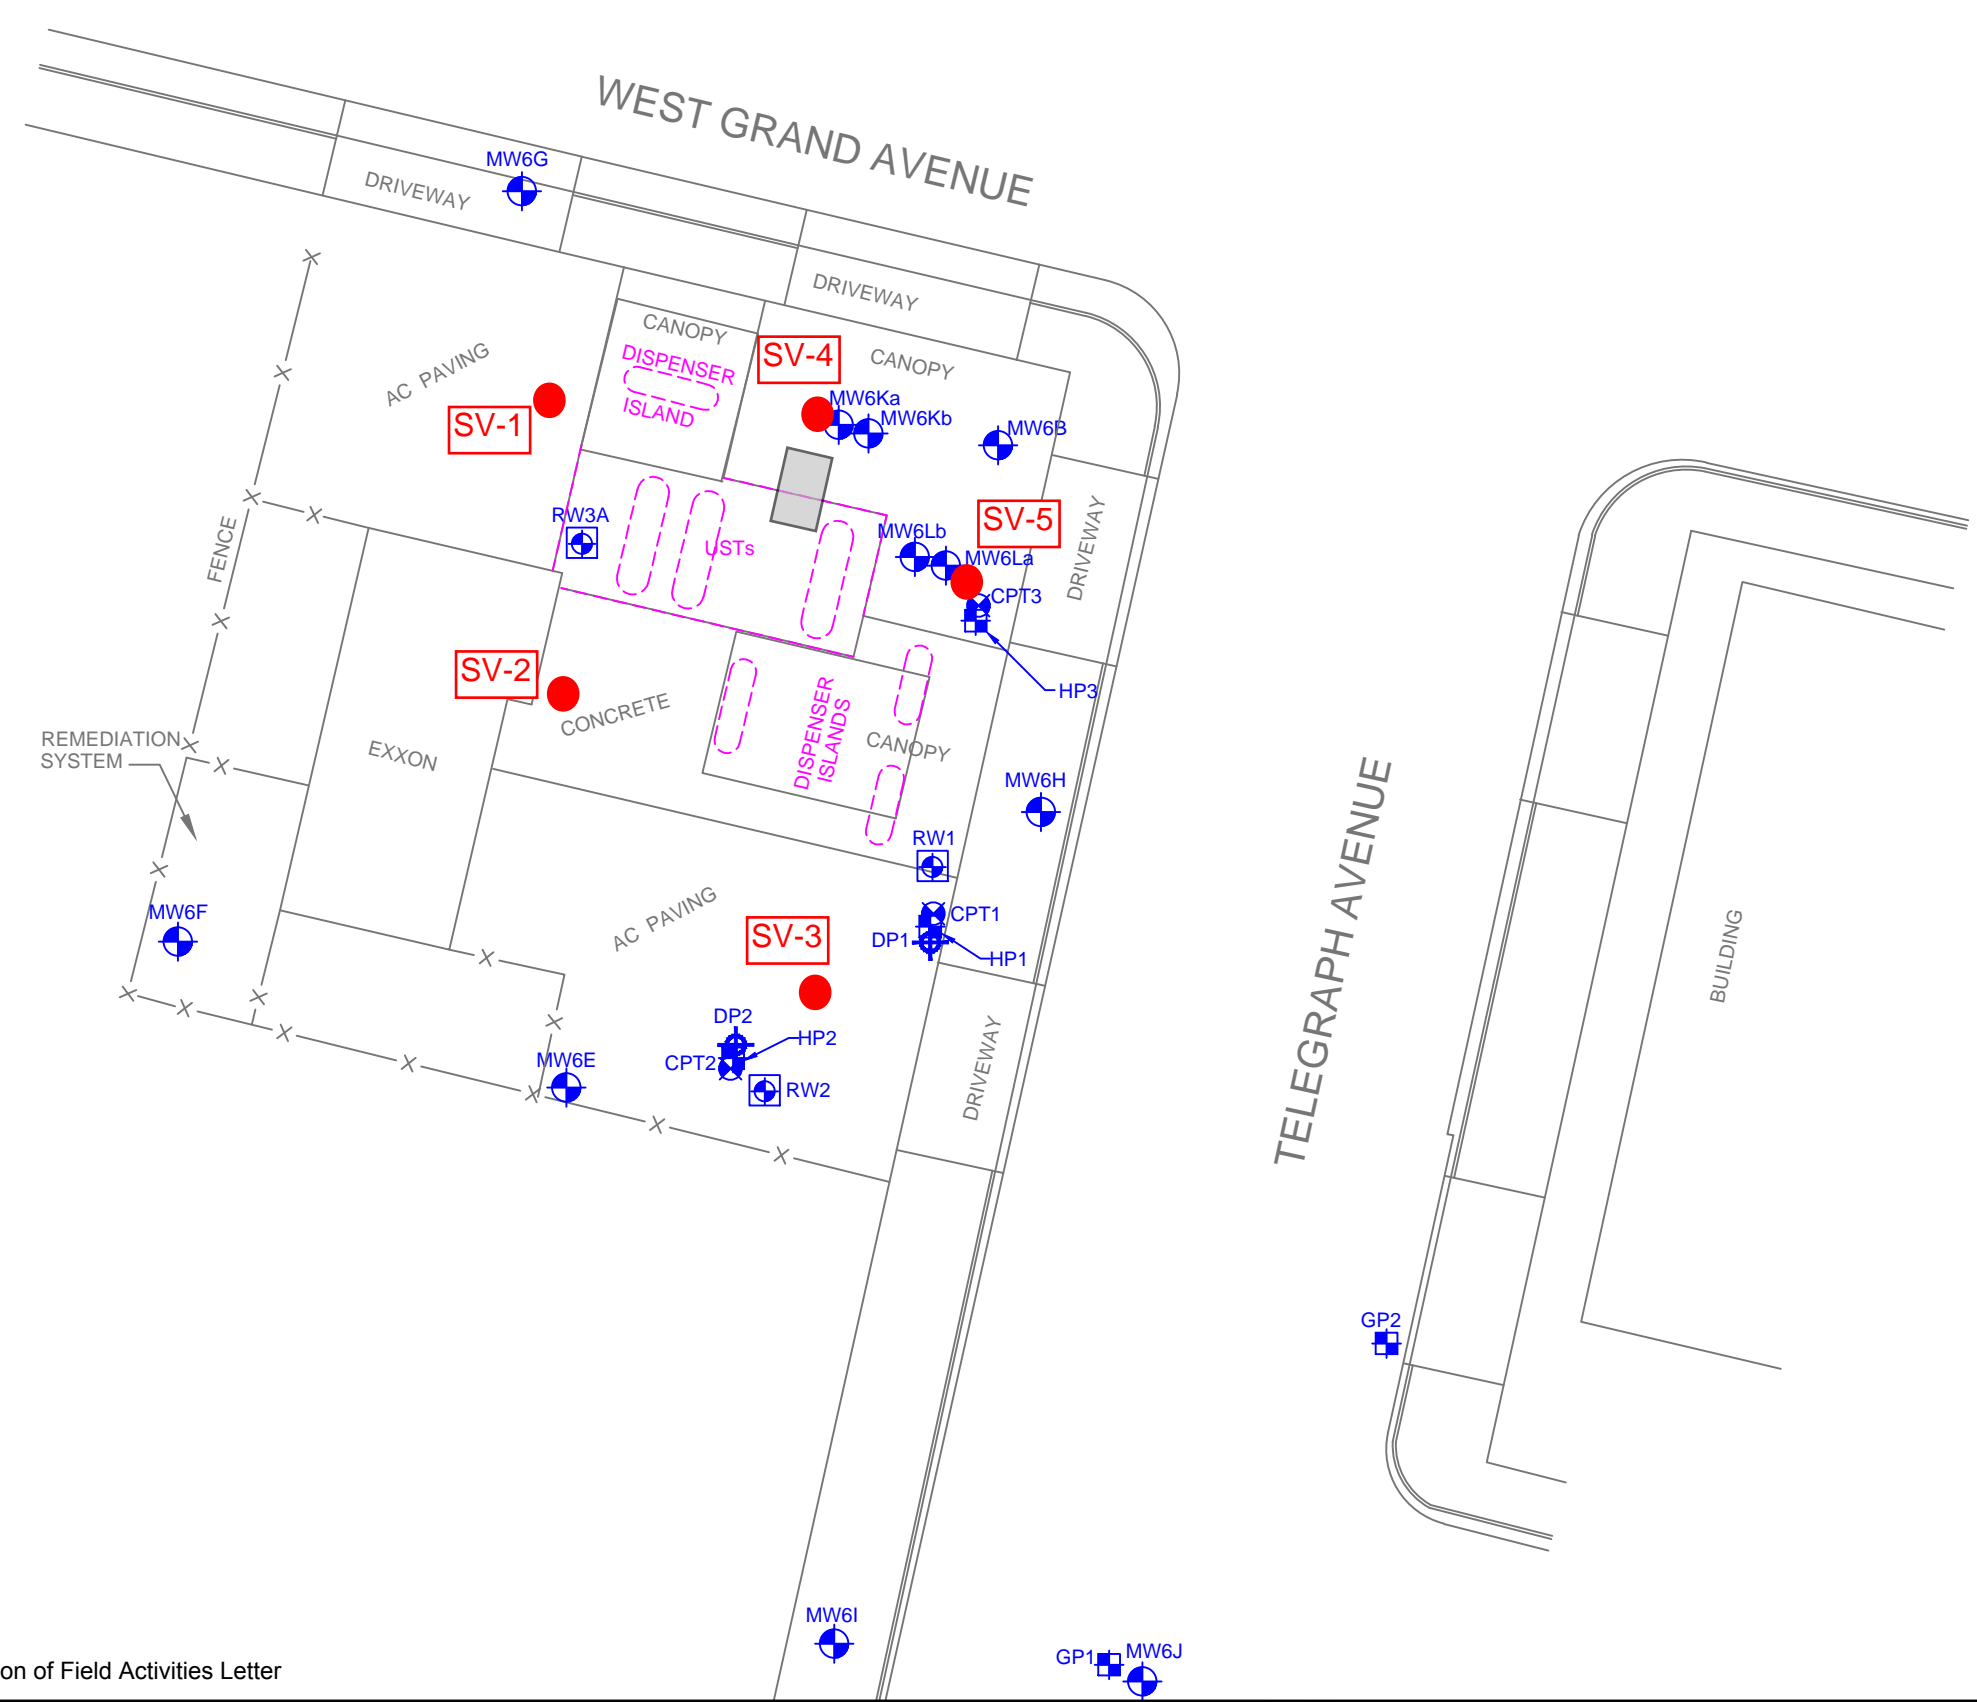 WEST GRAND AVENUE
MW6G
DRIVEWAY
DRIVEWAY
CANOPY
SV-4
CANOPY
DISPENSER
ISLAND
AC PAVING
MW6Ka
MW6Kb
SV-1
MW6B
RW3A
SV-5
MW6Lb
USTs
MW6La
FENCE
DRIVEWAY
CPT3
SV-2
HP3
CONCRETE
DISPENSER
ISLANDS
CANOPY
REMEDIATION
SYSTEM
EXXON
MW6H
TELEGRAPH AVENUE
RW1
MW6F
AC PAVING
CPT1
SV-3
DP1
HP1
BUILDING
DP2
HP2
CPT2
MW6E
RW2
DRIVEWAY
GP2
MW6I
GP1
MW6J
on of Field Activities Letter